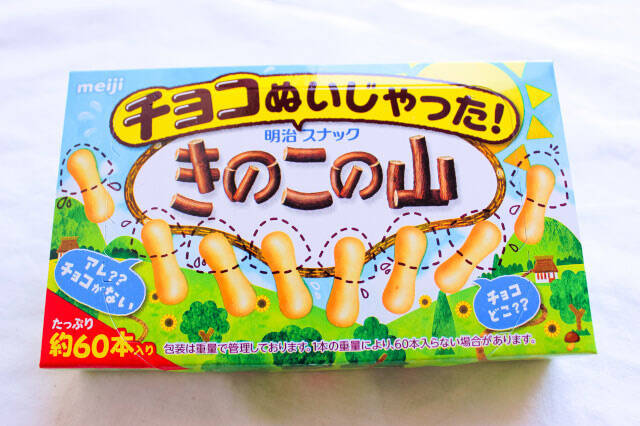 meiji
チョコぬいじゃった!
明治 スナック
きのこの山
アレ??
チョコがない
チョコ
どこ??
たっぷり
約60本入り
包装は重量で管理しております。1本の重量により、60本入らない場合があります。